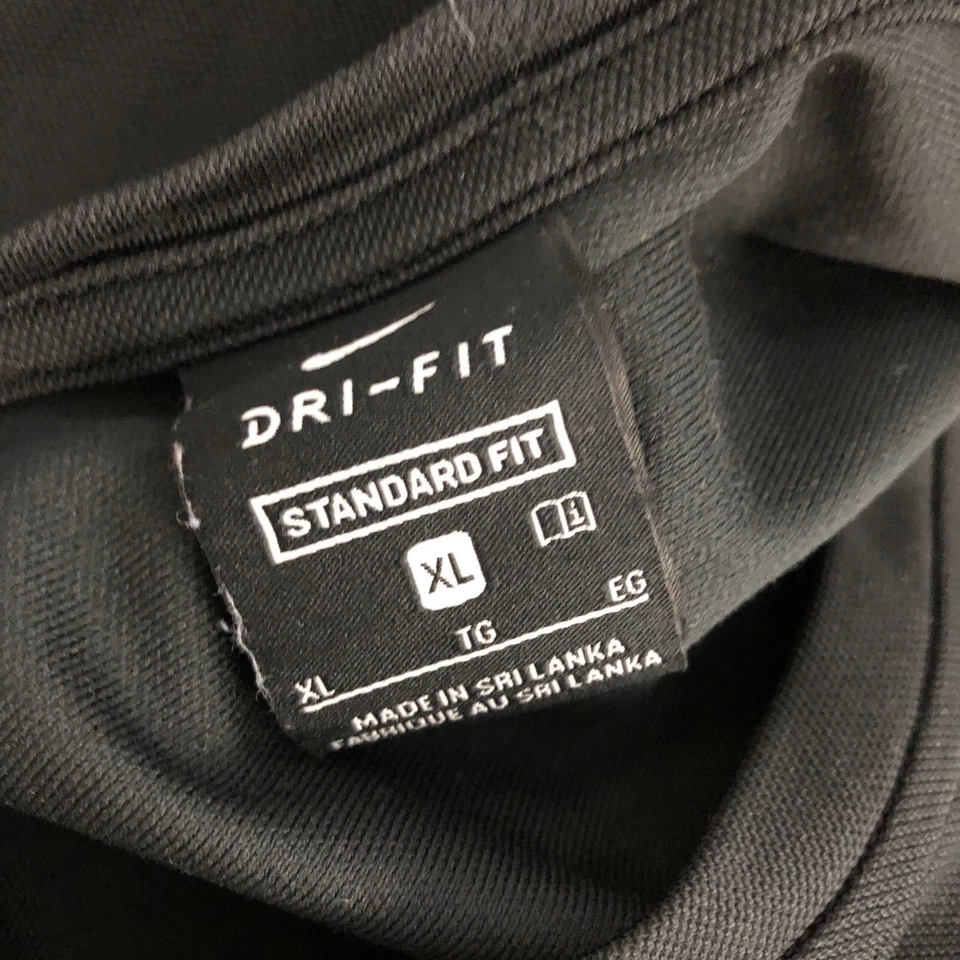 DRI-FIT
STANDARD FIT
XL
XL TG EG
MADE IN SRI LANKA
FABRIQUE AU SRI LANKA